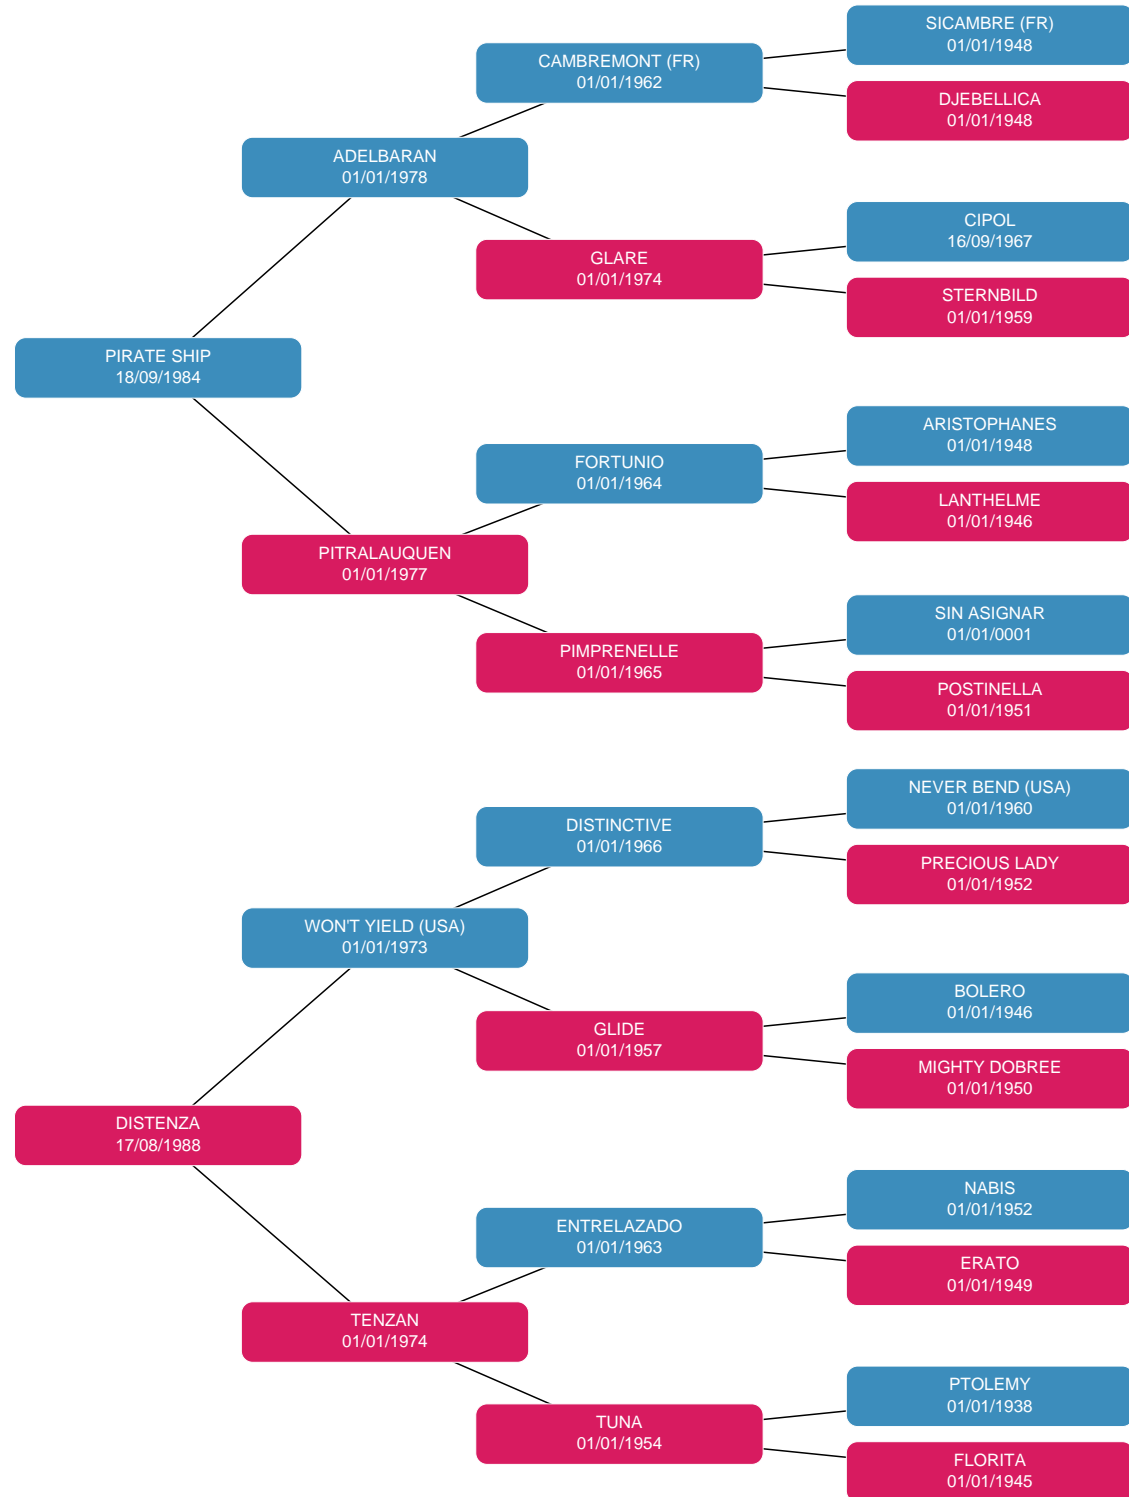 SICAMBRE (FR)
01/01/1948
CAMBREMONT (FR)
01/01/1962
DJEBELLICA
01/01/1948
ADELBARAN
01/01/1978
CIPOL
16/09/1967
GLARE
01/01/1974
STERNBILD
01/01/1959
PIRATE SHIP
18/09/1984
ARISTOPHANES
01/01/1948
FORTUNIO
01/01/1964
LANTHELME
01/01/1946
PITRALAUQUEN
01/01/1977
SIN ASIGNAR
01/01/0001
PIMPRENELLE
01/01/1965
POSTINELLA
01/01/1951
NEVER BEND (USA)
01/01/1960
DISTINCTIVE
01/01/1966
PRECIOUS LADY
01/01/1952
WON'T YIELD (USA)
01/01/1973
BOLERO
01/01/1946
GLIDE
01/01/1957
MIGHTY DOBREE
01/01/1950
DISTENZA
17/08/1988
NABIS
01/01/1952
ENTRELAZADO
01/01/1963
ERATO
01/01/1949
TENZAN
01/01/1974
PTOLEMY
01/01/1938
TUNA
01/01/1954
FLORITA
01/01/1945